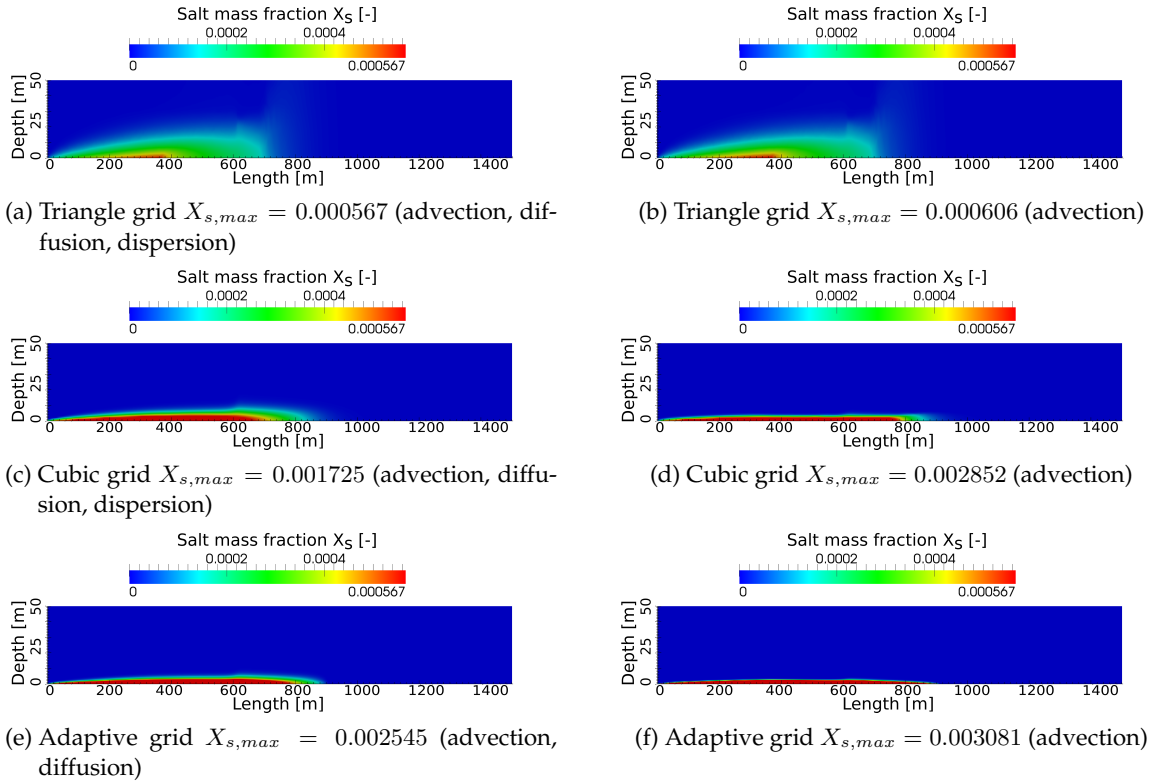 Salt mass fraction X_S [-]
0.0002 0.0004
0 0.000567
Depth [m]
50
25
0
0 200 400 600 800 1000 1200 1400
Length [m]
(a) Triangle grid X_{s,max} = 0.000567 (advection, dif-
fusion, dispersion)
Salt mass fraction X_S [-]
0.0002 0.0004
0 0.000567
Depth [m]
50
25
0
0 200 400 600 800 1000 1200 1400
Length [m]
(b) Triangle grid X_{s,max} = 0.000606 (advection)
Salt mass fraction X_S [-]
0.0002 0.0004
0 0.000567
Depth [m]
50
25
0
0 200 400 600 800 1000 1200 1400
Length [m]
(c) Cubic grid X_{s,max} = 0.001725 (advection, diffu-
sion, dispersion)
Salt mass fraction X_S [-]
0.0002 0.0004
0 0.000567
Depth [m]
50
25
0
0 200 400 600 800 1000 1200 1400
Length [m]
(d) Cubic grid X_{s,max} = 0.002852 (advection)
Salt mass fraction X_S [-]
0.0002 0.0004
0 0.000567
Depth [m]
50
25
0
0 200 400 600 800 1000 1200 1400
Length [m]
(e) Adaptive grid X_{s,max} = 0.002545 (advection,
diffusion)
Salt mass fraction X_S [-]
0.0002 0.0004
0 0.000567
Depth [m]
50
25
0
0 200 400 600 800 1000 1200 1400
Length [m]
(f) Adaptive grid X_{s,max} = 0.003081 (advection)